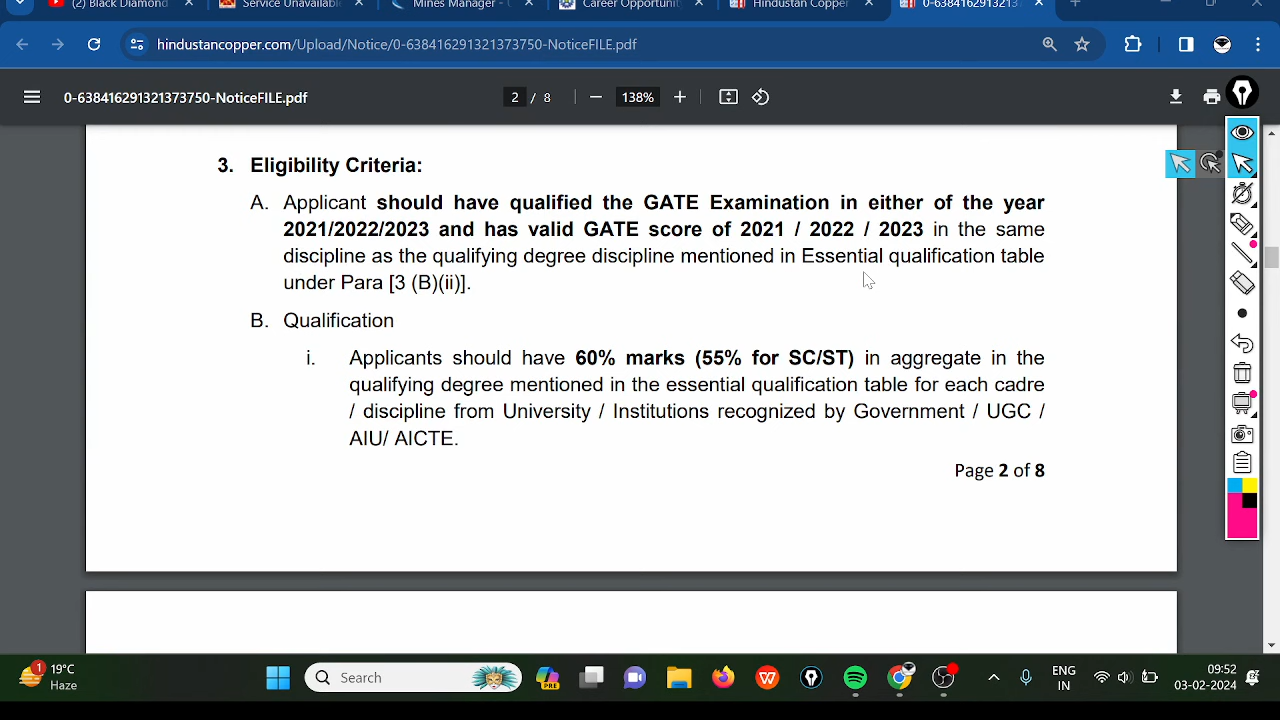 (2) Black Diamond
Service Unavailable
Mines Manager -
Career Opportunit
Hindustan Copper
0-6384162913213
hindustancopper.com/Upload/Notice/0-638416291321373750-NoticeFILE.pdf
0-638416291321373750-NoticeFILE.pdf
2 / 8
138%
3. Eligibility Criteria:
A. Applicant should have qualified the GATE Examination in either of the year
2021/2022/2023 and has valid GATE score of 2021 / 2022 / 2023 in the same
discipline as the qualifying degree discipline mentioned in Essential qualification table
under Para [3 (B)(ii)].
B. Qualification
i. Applicants should have 60% marks (55% for SC/ST) in aggregate in the
qualifying degree mentioned in the essential qualification table for each cadre
/ discipline from University / Institutions recognized by Government / UGC /
AIU/ AICTE.
Page 2 of 8
1
19°C
Haze
Search
PRE
ENG
IN
09:52
03-02-2024